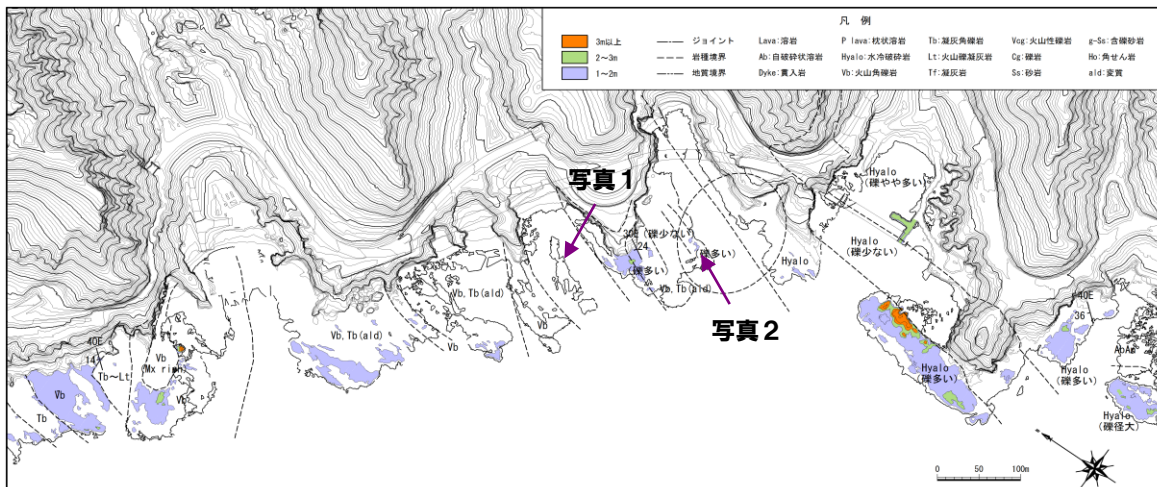 凡 例
3m以上
2～3m
1～2m
ジョイント
岩種境界
地質境界
Lava:溶岩
Ab:自破砕状溶岩
Dyke:貫入岩
P lava:枕状溶岩
Hyalo:水冷破砕岩
Vb:火山角礫岩
Tb:凝灰角礫岩
Lt:火山礫凝灰岩
Tf:凝灰岩
Vcg:火山性礫岩
Cg:礫岩
Ss:砂岩
g-Ss:含礫砂岩
Ho:角せん岩
ald:変質
写真1
写真2
Hyalo
(礫やや多い)
Hyalo
(礫少ない)
(礫少ない)
24
(礫多い)
(礫多い)
Hyalo
Vb,Tb(ald)
Vb,Tb(ald)
Vb
Vb,Tb(ald)
Vb
40E
14
Tb～Lt
Vb
Vb
Tb
Vb
Hyalo
(礫多い)
40E
36
Hyalo
(礫多い)
Hyalo
(礫径大)
0 50 100m